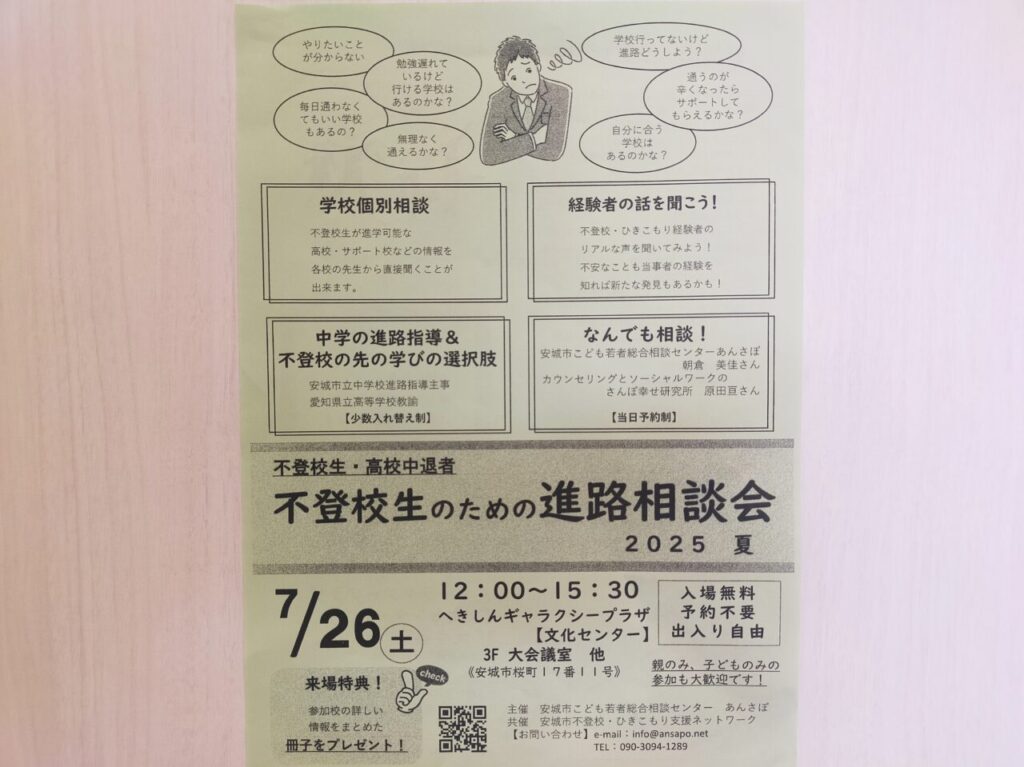 やりたいこと
が分からない
勉強遅れて
いるけど
行ける学校は
あるのかな？
毎日通わなく
てもいい学校
もあるの？
無理なく
通えるかな？
学校行ってないけど
進路どうしよう？
通うのが
辛くなったら
サポートして
もらえるかな？
自分に合う
学校は
あるのかな？
学校個別相談
不登校生が進学可能な
高校・サポート校などの情報を
各校の先生から直接聞くことが
出来ます。
経験者の話を聞こう！
不登校・ひきこもり経験者の
リアルな声を聞いてみよう！
不安なことも当事者の経験を
知れば新たな発見もあるかも！
中学の進路指導＆
不登校の先の学びの選択肢
安城市立中学校進路指導主事
愛知県立高等学校教諭
【少数入れ替え制】
なんでも相談！
安城市こども若者総合相談センターあんさぽ
朝倉　美佳さん
カウンセリングとソーシャルワークの
さんぽ幸せ研究所　原田亘さん
【当日予約制】
不登校生・高校中退者
不登校生のための進路相談会
２０２５　夏
7/26土
１２：００～１５：３０
へきしんギャラクシープラザ
【文化センター】
3F 大会議室　他
《安城市桜町１７番１１号》
入場無料
予約不要
出入り自由
親のみ、子どものみの
参加も大歓迎です！
来場特典！
check
参加校の詳しい
情報をまとめた
冊子をプレゼント！
主催　安城市こども若者総合相談センター　あんさぽ
共催　安城市不登校・ひきこもり支援ネットワーク
【お問い合わせ】e-mail：info@ansapo.net
TEL：090-3094-1289